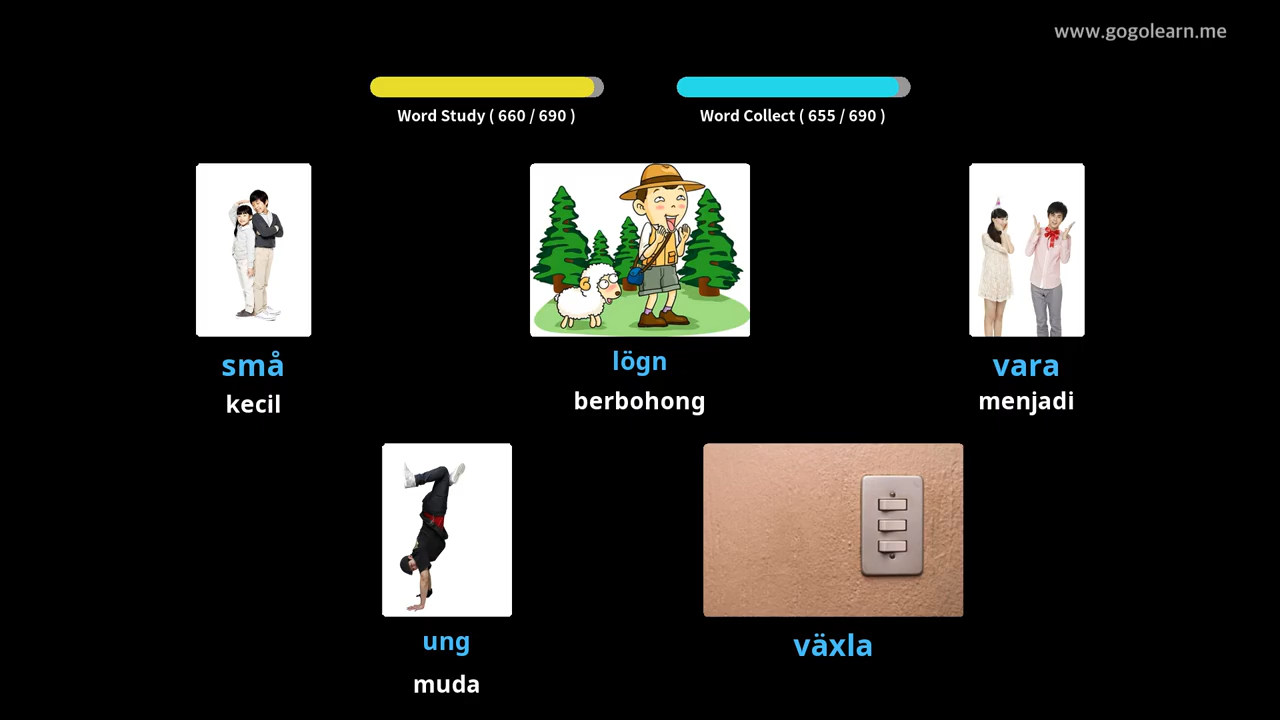 www.gogolearn.me
Word Study ( 660 / 690 )
Word Collect ( 655 / 690 )
små
kecil
lögn
berbohong
vara
menjadi
ung
muda
växla